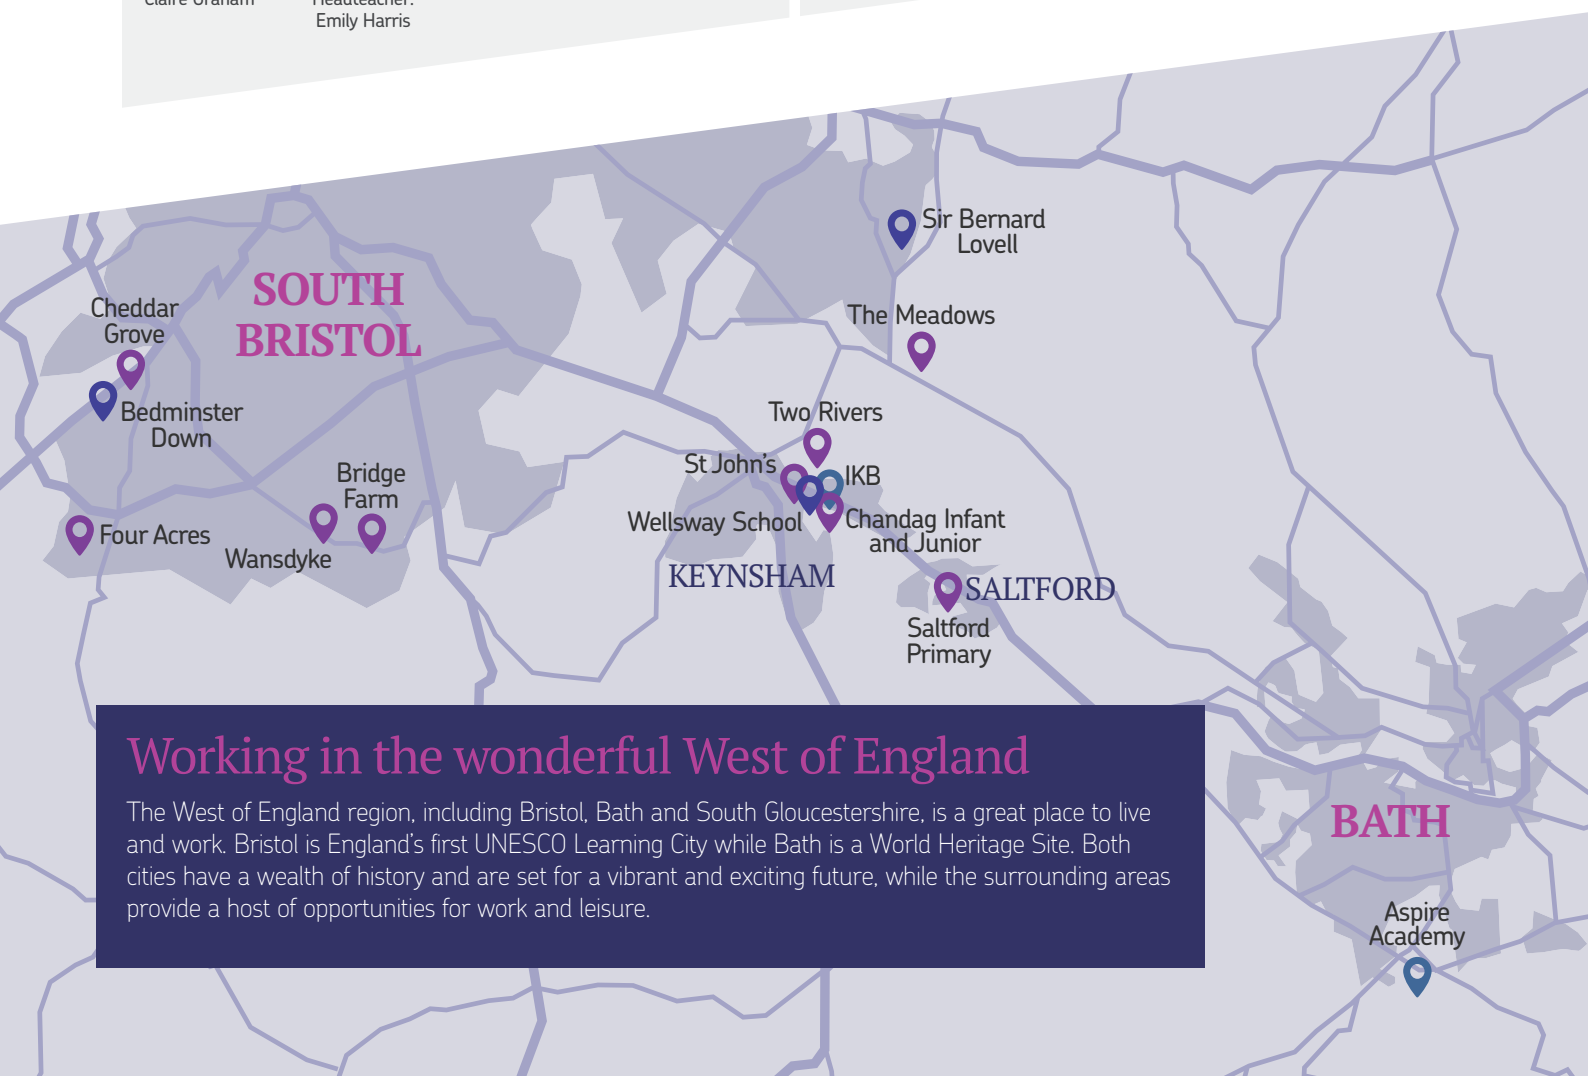 Claire Graham
Headteacher:
Emily Harris
Sir Bernard
Lovell
SOUTH
BRISTOL
Cheddar
Grove
The Meadows
Bedminster
Down
Two Rivers
St John's
IKB
Bridge
Farm
Wellsway School
Chandag Infant
and Junior
Four Acres
Wansdyke
KEYNSHAM
SALTFORD
Saltford
Primary
Working in the wonderful West of England
The West of England region, including Bristol, Bath and South Gloucestershire, is a great place to live
and work. Bristol is England's first UNESCO Learning City while Bath is a World Heritage Site. Both
cities have a wealth of history and are set for a vibrant and exciting future, while the surrounding areas
provide a host of opportunities for work and leisure.
BATH
Aspire
Academy